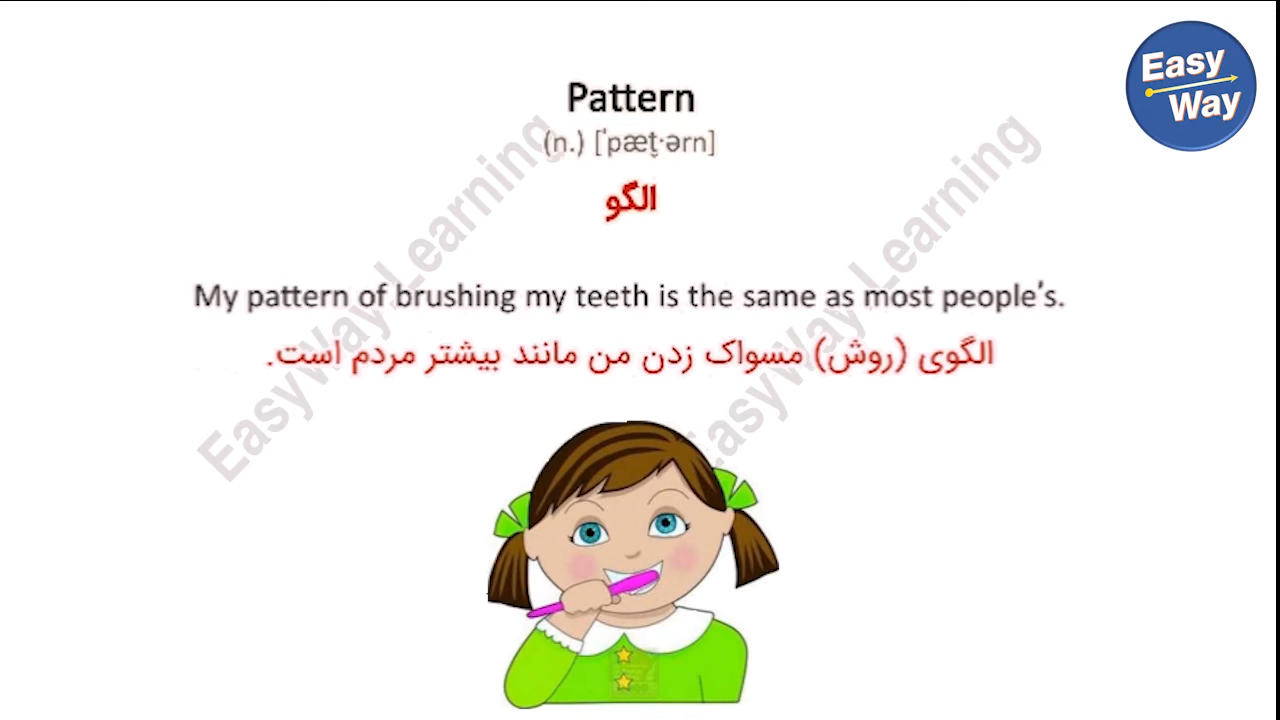 Easy
Way
Pattern
(n.) [ˈpæt̬·ərn]
الگو
My pattern of brushing my teeth is the same as most people's.
الگوی (روش) مسواک زدن من مانند بیشتر مردم است.
EasyWay Learning
EasyWay Learning